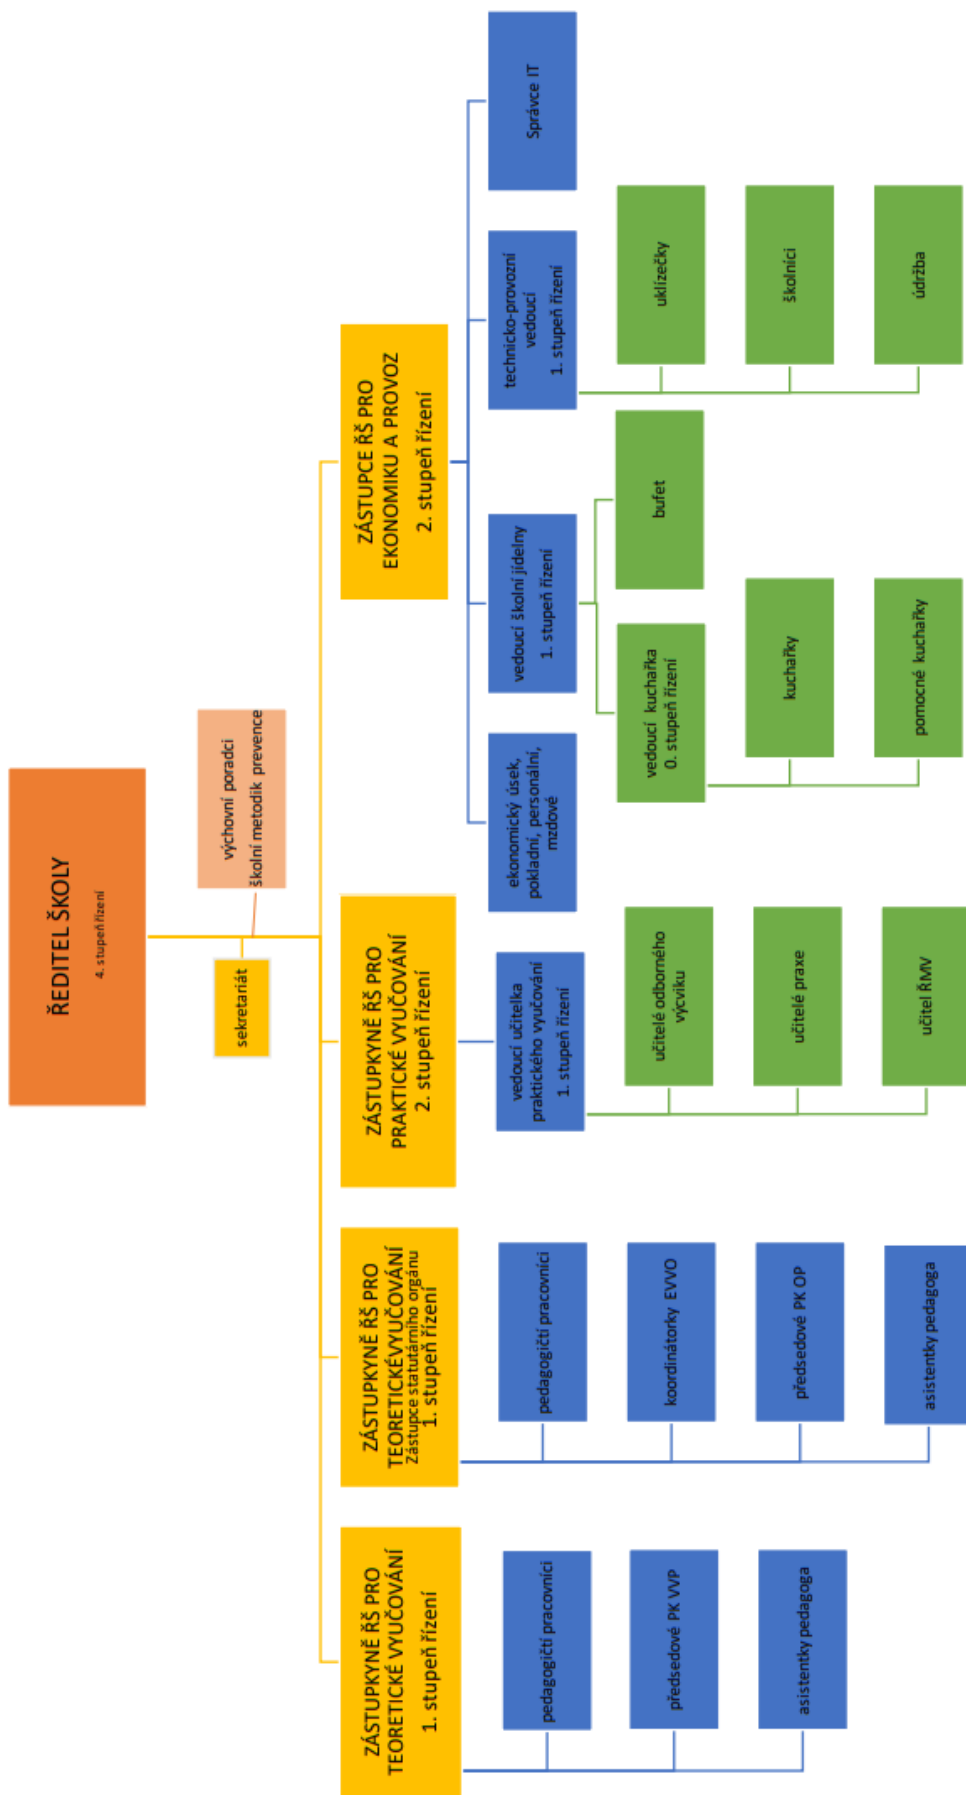 ŘEDITEL ŠKOLY
4. stupeň řízení
výchovní poradci
školní metodik prevence
sekretariát
ZÁSTUPKYNĚ ŘŠ PRO
TEORETICKÉ VYUČOVÁNÍ
1. stupeň řízení
pedagogičtí pracovníci
předsedové PK VVP
asistentky pedagoga
ZÁSTUPKYNĚ ŘŠ PRO
TEORETICKÉVYUČOVÁNÍ
Zástupce statutárního orgánu
1. stupeň řízení
pedagogičtí pracovníci
koordinátorky EVVO
předsedové PK OP
asistentky pedagoga
ZÁSTUPKYNĚ ŘŠ PRO
PRAKTICKÉ VYUČOVÁNÍ
2. stupeň řízení
vedoucí učitelka
praktického vyučování
1. stupeň řízení
učitelé odborného
výcviku
učitelé praxe
učitel ŘMV
ZÁSTUPCE ŘŠ PRO
EKONOMIKU A PROVOZ
2. stupeň řízení
ekonomický úsek,
pokladní, personální,
mzdové
vedoucí školní jídelny
1. stupeň řízení
vedoucí kuchařka
0. stupeň řízení
kuchařky
pomocné kuchařky
bufet
technicko-provozní
vedoucí
1. stupeň řízení
uklízečky
školníci
údržba
Správce IT